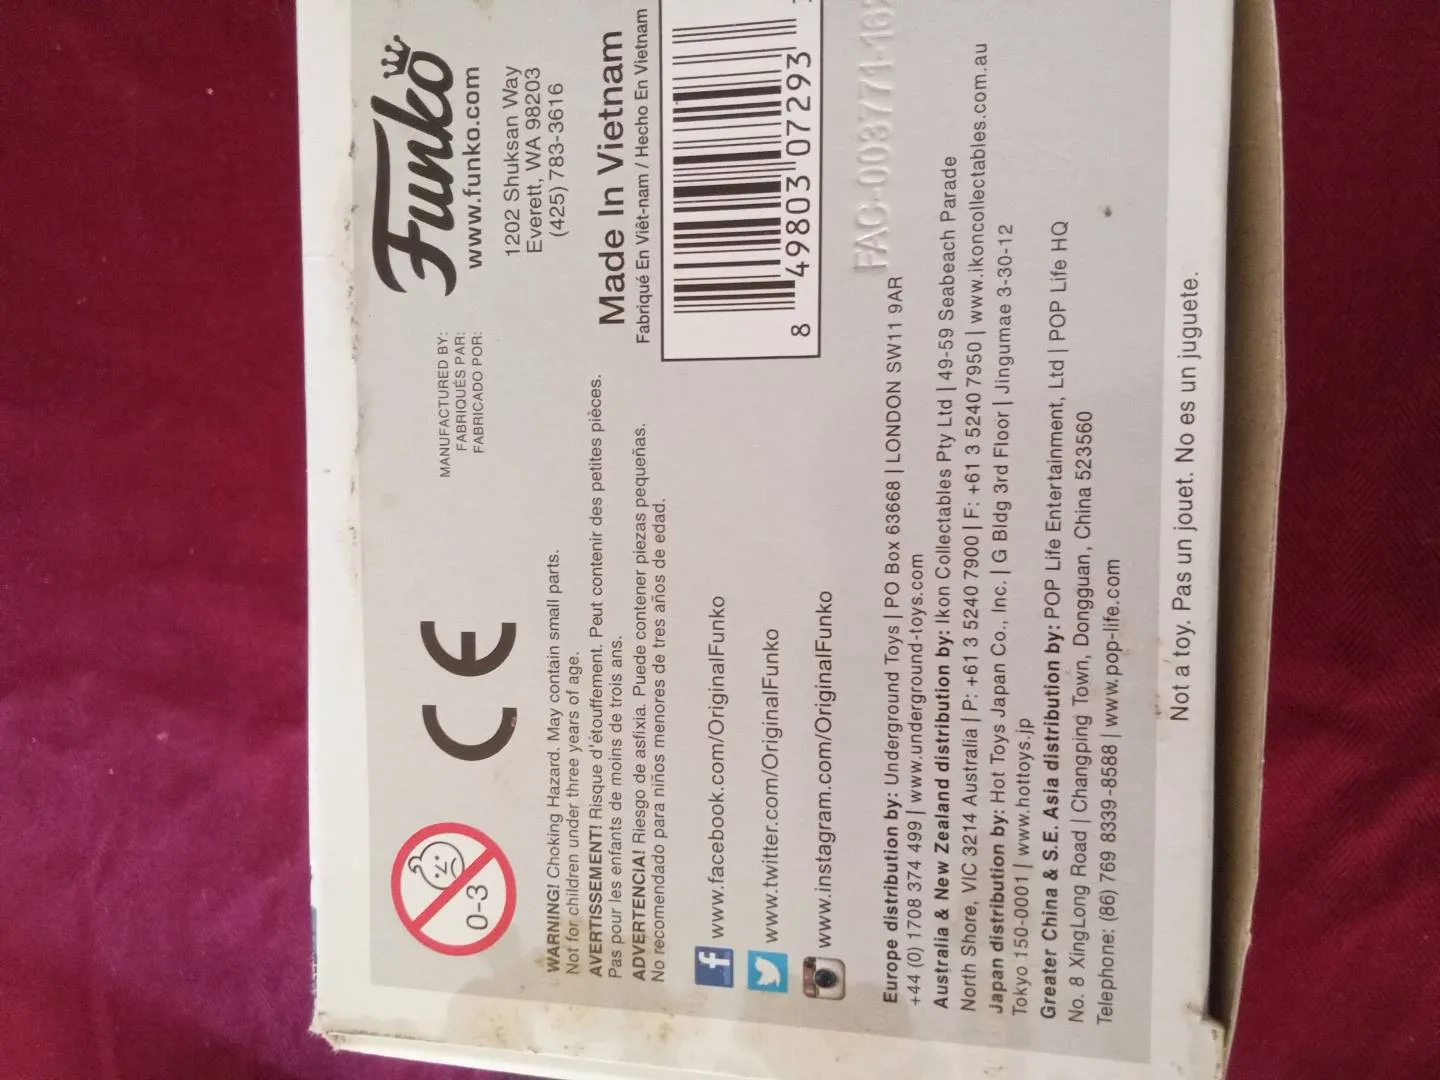 Funko
MANUFACTURED BY:
FABRIQUÉS PAR:
FABRICADO POR:
www.funko.com
1202 Shuksan Way
Everett, WA 98203
(425) 783-3616
0-3
CE
WARNING! Choking Hazard. May contain small parts.
Not for children under three years of age.
AVERTISSEMENT! Risque d'étouffement. Peut contenir des petites pièces.
Pas pour les enfants de moins de trois ans.
ADVERTENCIA! Riesgo de asfixia. Puede contener piezas pequeñas.
No recomendado para niños menores de tres años de edad.
Made In Vietnam
Fabriqué En Viêt-nam / Hecho En Vietnam
8 49803 07293
f www.facebook.com/OriginalFunko
www.twitter.com/OriginalFunko
www.instagram.com/OriginalFunko
FAC-003771-162
Europe distribution by: Underground Toys | PO Box 63668 | LONDON SW11 9AR
+44 (0) 1708 374 499 | www.underground-toys.com
Australia & New Zealand distribution by: Ikon Collectables Pty Ltd | 49-59 Seabeach Parade
North Shore, VIC 3214 Australia | P: +61 3 5240 7900 | F: +61 3 5240 7950 | www.ikoncollectables.com.au
Japan distribution by: Hot Toys Japan Co., Inc. | G Bldg 3rd Floor | Jingumae 3-30-12
Tokyo 150-0001 | www.hottoys.jp
Greater China & S.E. Asia distribution by: POP Life Entertainment, Ltd | POP Life HQ
No. 8 XingLong Road | Changping Town, Dongguan, China 523560
Telephone: (86) 769 8339-8588 | www.pop-life.com
Not a toy. Pas un jouet. No es un juguete.